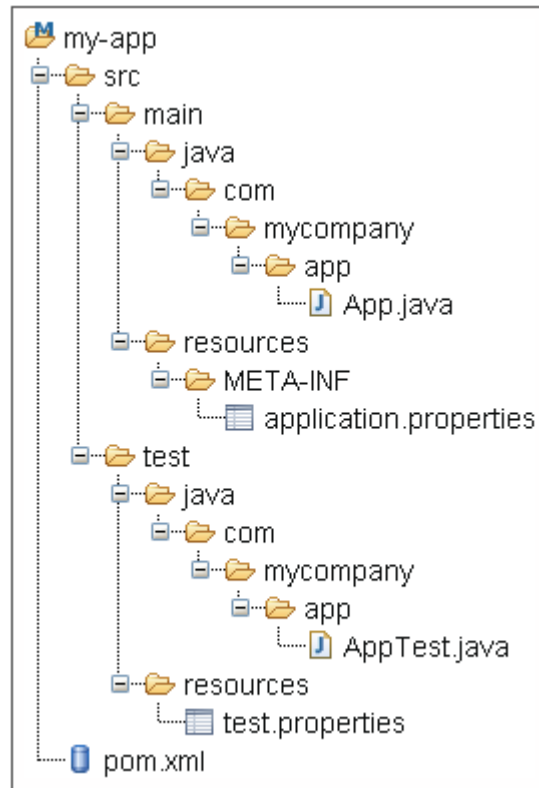 my-app
src
main
java
com
mycompany
app
App.java
resources
META-INF
application.properties
test
java
com
mycompany
app
AppTest.java
resources
test.properties
pom.xml